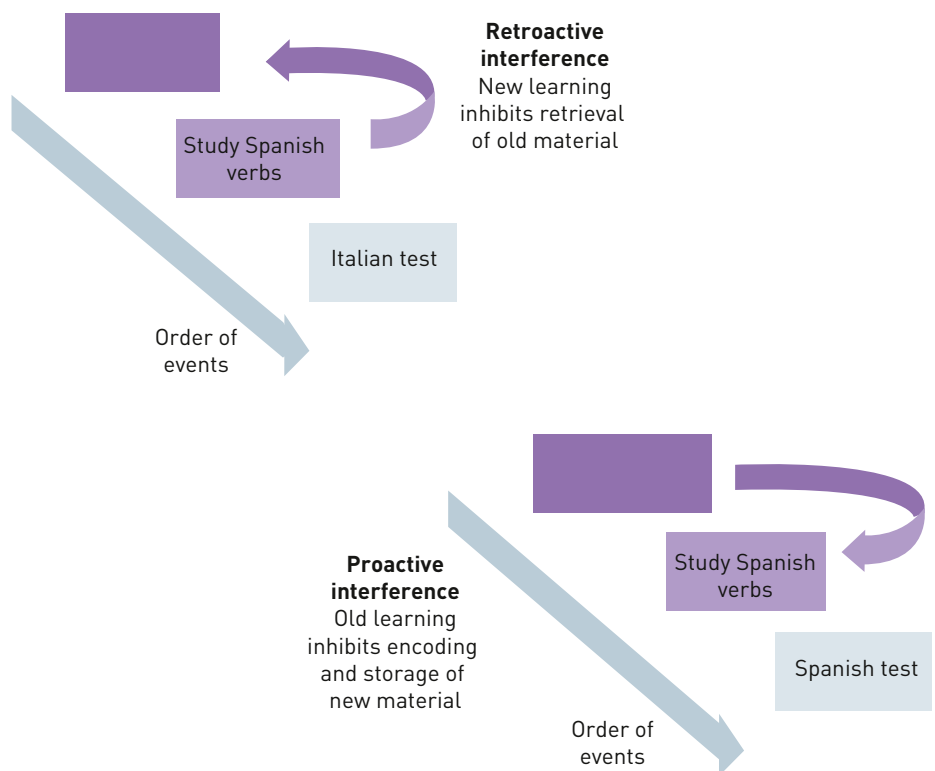 Retroactive
interference
New learning
inhibits retrieval
of old material
Study Spanish
verbs
Italian test
Order of
events
Proactive
interference
Old learning
inhibits encoding
and storage of
new material
Study Spanish
verbs
Spanish test
Order of
events